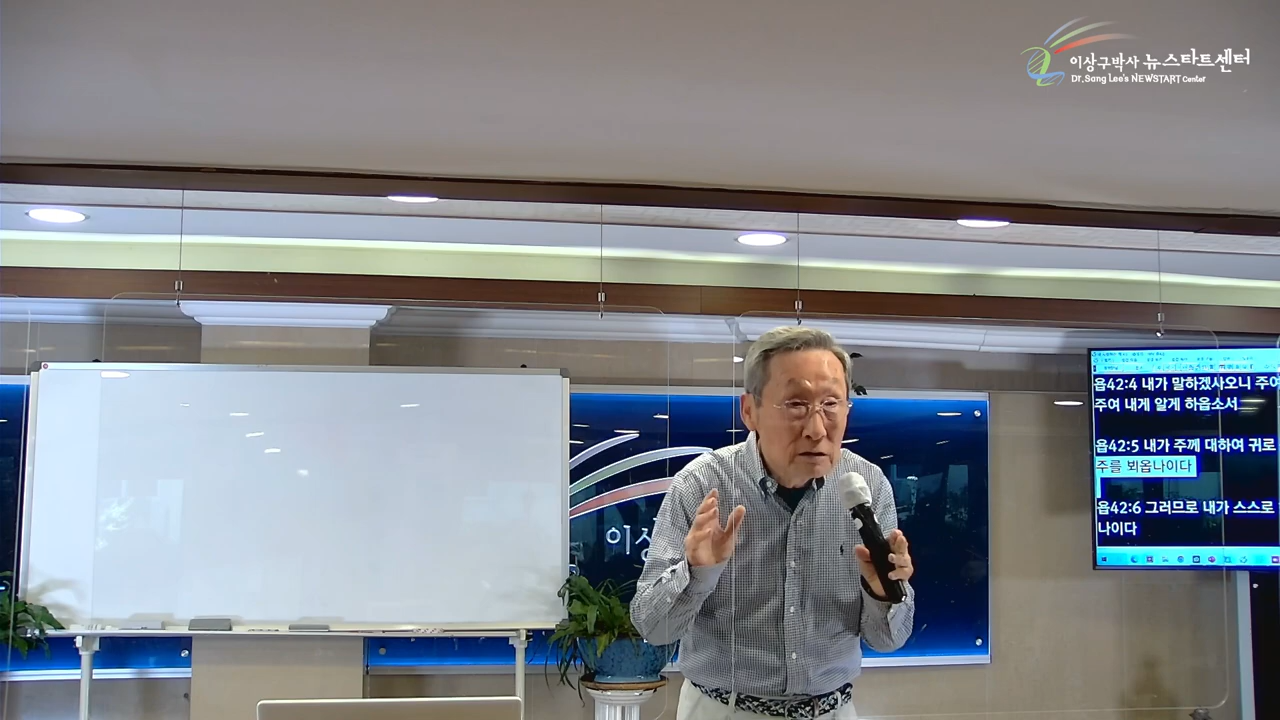 이상구박사 뉴스타트센터
Dr. Sang Lee's NEWSTART Center
욥42:4 내가 말하겠사오니 주여
주여 내게 알게 하옵소서
욥42:5 내가 주께 대하여 귀로
주를 뵈옵나이다
욥42:6 그러므로 내가 스스로
나이다
이상